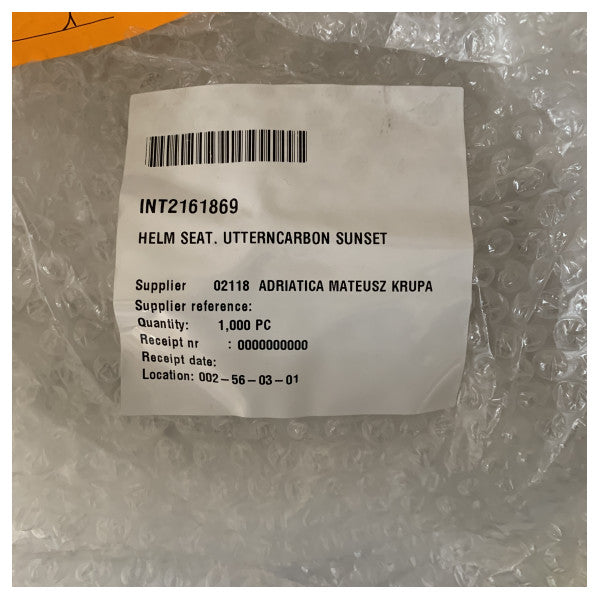 INT2161869
HELM SEAT. UTTERNCARBON SUNSET
Supplier 02118 ADRIATICA MATEUSZ KRUPA
Supplier reference:
Quantity: 1,000 PC
Receipt nr : 0000000000
Receipt date:
Location: 002-56-03-01